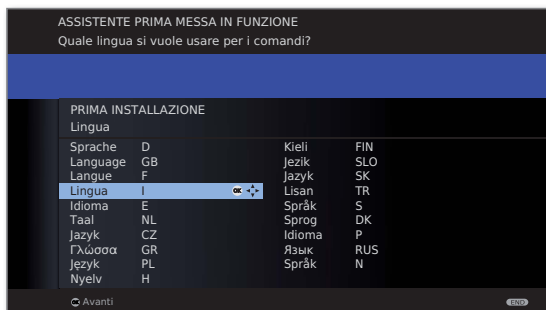 ASSISTENTE PRIMA MESSA IN FUNZIONE
Quale lingua si vuole usare per i comandi?
PRIMA INSTALLAZIONE
Lingua
Sprache D Kieli FIN
Language GB Jezik SLO
Langue F Jazyk SK
Lingua I OK Lisan TR
Idioma E Språk S
Taal NL Sprog DK
Jazyk CZ Idioma P
Γλώσσα GR Язык RUS
Język PL Språk N
Nyelv H
OK Avanti END